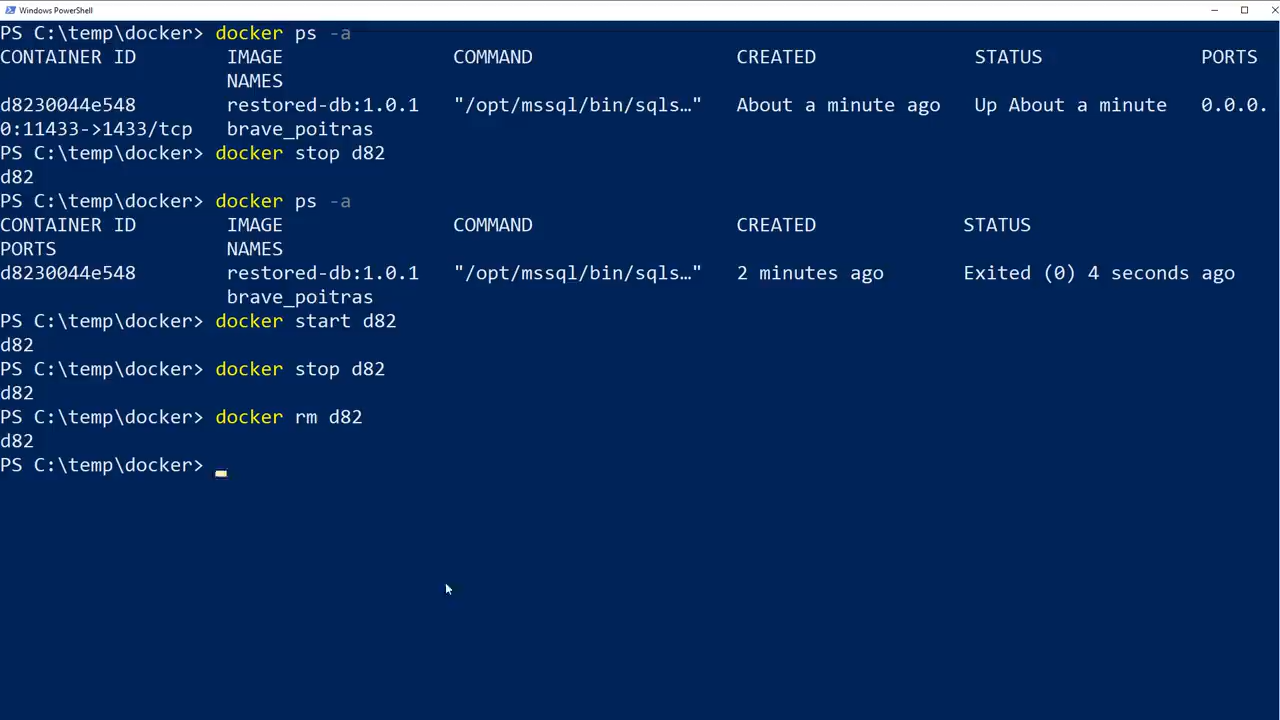 Windows PowerShell
PS C:\temp\docker> docker ps -a
CONTAINER ID IMAGE COMMAND CREATED STATUS PORTS
NAMES
d8230044e548 restored-db:1.0.1 "/opt/mssql/bin/sqls…" About a minute ago Up About a minute 0.0.0.
0:11433->1433/tcp brave_poitras
PS C:\temp\docker> docker stop d82
d82
PS C:\temp\docker> docker ps -a
CONTAINER ID IMAGE COMMAND CREATED STATUS
PORTS NAMES
d8230044e548 restored-db:1.0.1 "/opt/mssql/bin/sqls…" 2 minutes ago Exited (0) 4 seconds ago
brave_poitras
PS C:\temp\docker> docker start d82
d82
PS C:\temp\docker> docker stop d82
d82
PS C:\temp\docker> docker rm d82
d82
PS C:\temp\docker>